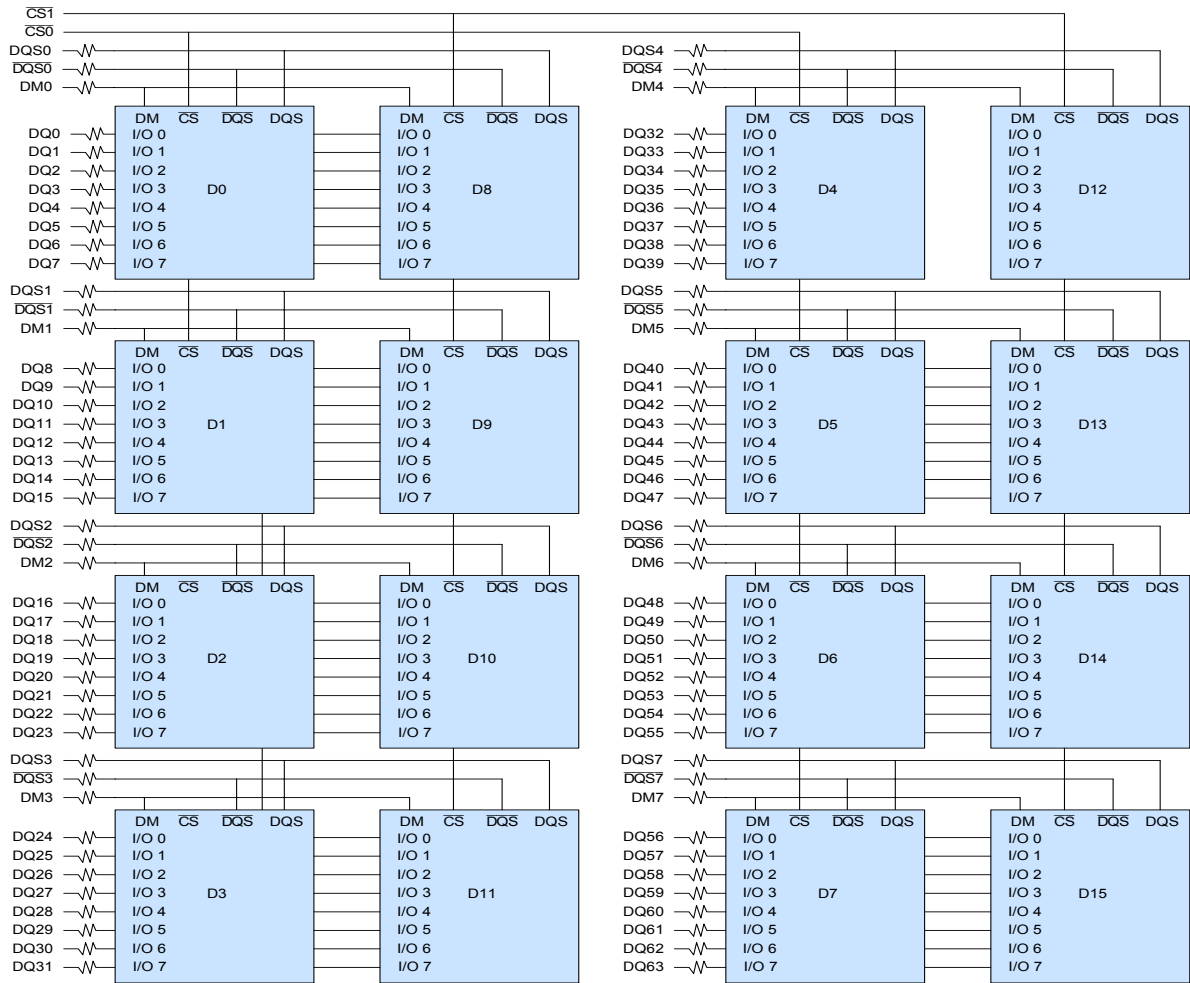 CS1
CS0
DQS0
DQS0
DM0
DM CS DQS DQS
DQ0 I/O 0
DQ1 I/O 1
DQ2 I/O 2
DQ3 I/O 3 D0
DQ4 I/O 4
DQ5 I/O 5
DQ6 I/O 6
DQ7 I/O 7
DM CS DQS DQS
I/O 0
I/O 1
I/O 2
I/O 3 D8
I/O 4
I/O 5
I/O 6
I/O 7
DQS1
DQS1
DM1
DM CS DQS DQS
DQ8 I/O 0
DQ9 I/O 1
DQ10 I/O 2
DQ11 I/O 3 D1
DQ12 I/O 4
DQ13 I/O 5
DQ14 I/O 6
DQ15 I/O 7
DM CS DQS DQS
I/O 0
I/O 1
I/O 2
I/O 3 D9
I/O 4
I/O 5
I/O 6
I/O 7
DQS2
DQS2
DM2
DM CS DQS DQS
DQ16 I/O 0
DQ17 I/O 1
DQ18 I/O 2
DQ19 I/O 3 D2
DQ20 I/O 4
DQ21 I/O 5
DQ22 I/O 6
DQ23 I/O 7
DM CS DQS DQS
I/O 0
I/O 1
I/O 2
I/O 3 D10
I/O 4
I/O 5
I/O 6
I/O 7
DQS3
DQS3
DM3
DM CS DQS DQS
DQ24 I/O 0
DQ25 I/O 1
DQ26 I/O 2
DQ27 I/O 3 D3
DQ28 I/O 4
DQ29 I/O 5
DQ30 I/O 6
DQ31 I/O 7
DM CS DQS DQS
I/O 0
I/O 1
I/O 2
I/O 3 D11
I/O 4
I/O 5
I/O 6
I/O 7
DQS4
DQS4
DM4
DM CS DQS DQS
DQ32 I/O 0
DQ33 I/O 1
DQ34 I/O 2
DQ35 I/O 3 D4
DQ36 I/O 4
DQ37 I/O 5
DQ38 I/O 6
DQ39 I/O 7
DM CS DQS DQS
I/O 0
I/O 1
I/O 2
I/O 3 D12
I/O 4
I/O 5
I/O 6
I/O 7
DQS5
DQS5
DM5
DM CS DQS DQS
DQ40 I/O 0
DQ41 I/O 1
DQ42 I/O 2
DQ43 I/O 3 D5
DQ44 I/O 4
DQ45 I/O 5
DQ46 I/O 6
DQ47 I/O 7
DM CS DQS DQS
I/O 0
I/O 1
I/O 2
I/O 3 D13
I/O 4
I/O 5
I/O 6
I/O 7
DQS6
DQS6
DM6
DM CS DQS DQS
DQ48 I/O 0
DQ49 I/O 1
DQ50 I/O 2
DQ51 I/O 3 D6
DQ52 I/O 4
DQ53 I/O 5
DQ54 I/O 6
DQ55 I/O 7
DM CS DQS DQS
I/O 0
I/O 1
I/O 2
I/O 3 D14
I/O 4
I/O 5
I/O 6
I/O 7
DQS7
DQS7
DM7
DM CS DQS DQS
DQ56 I/O 0
DQ57 I/O 1
DQ58 I/O 2
DQ59 I/O 3 D7
DQ60 I/O 4
DQ61 I/O 5
DQ62 I/O 6
DQ63 I/O 7
DM CS DQS DQS
I/O 0
I/O 1
I/O 2
I/O 3 D15
I/O 4
I/O 5
I/O 6
I/O 7